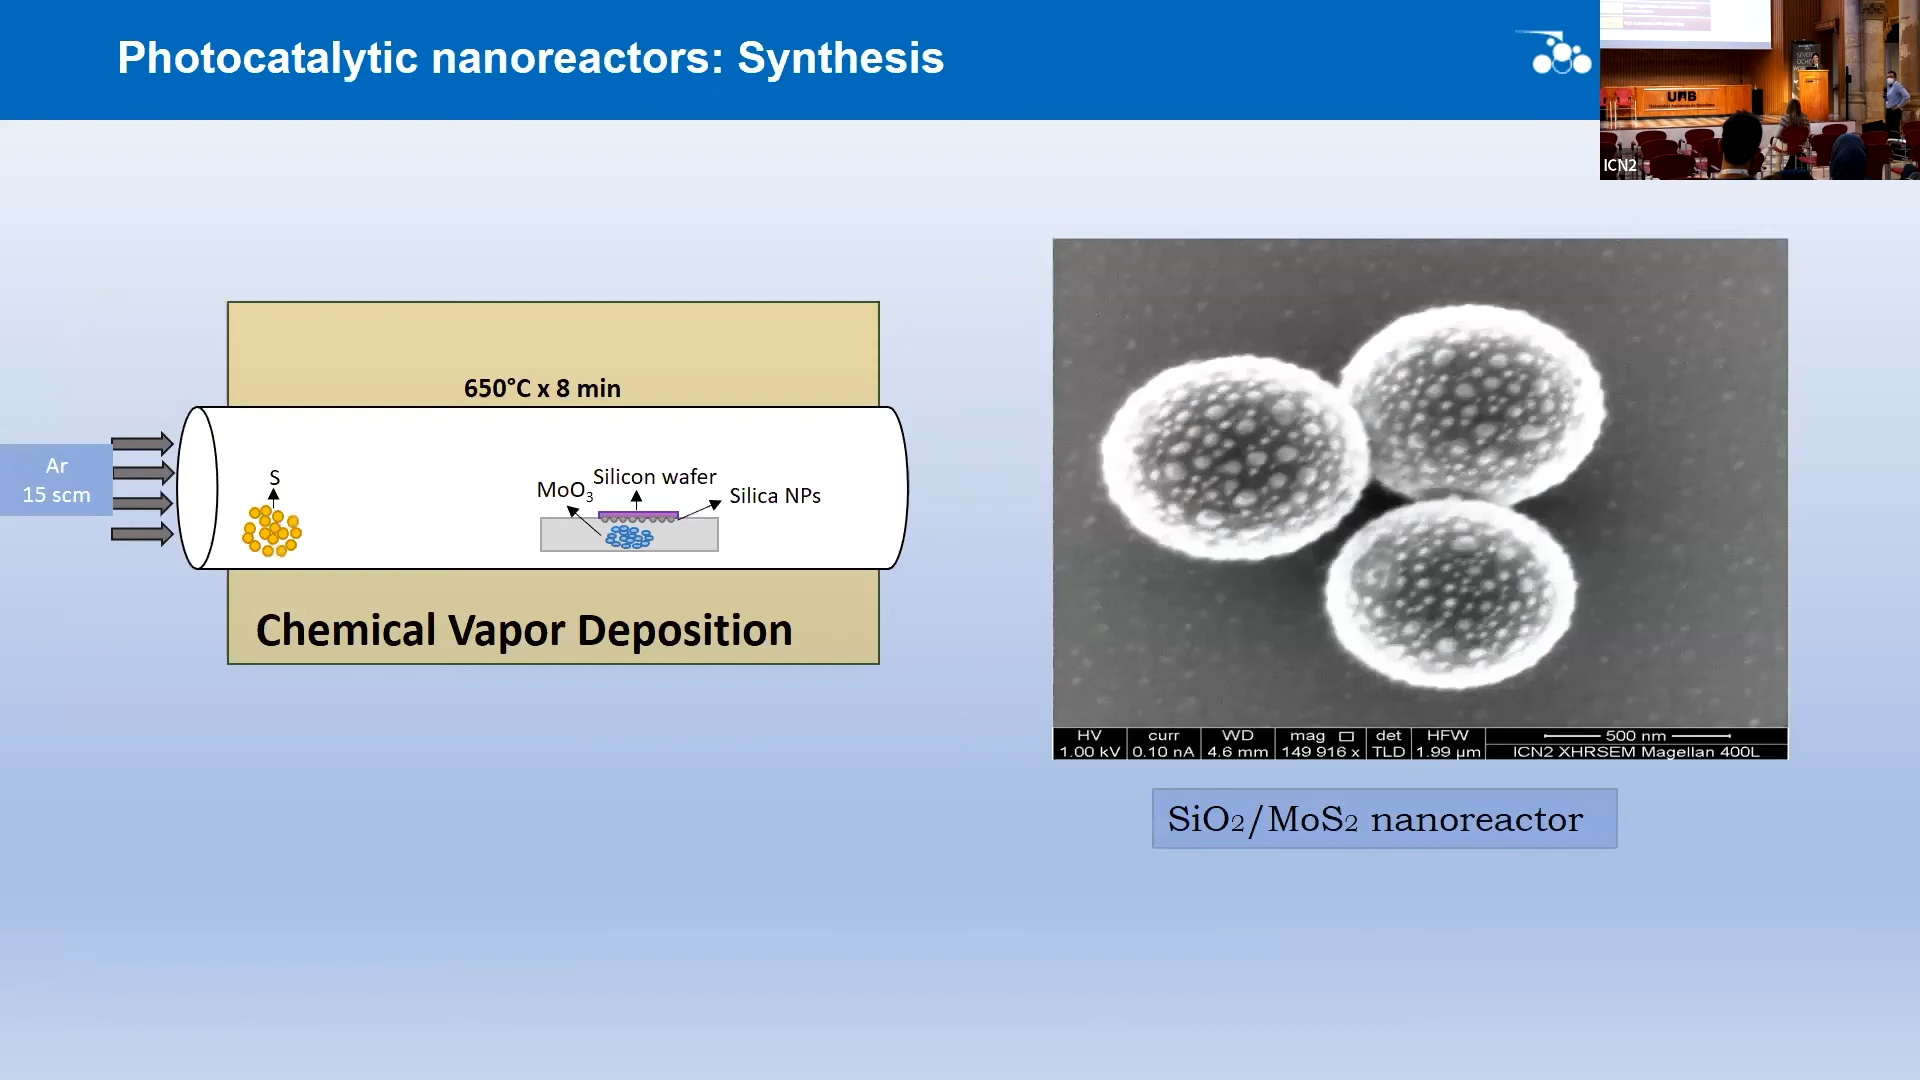 Photocatalytic nanoreactors: Synthesis
UAB
ICN2
650°C x 8 min
Ar
15 scm
S
MoO₃
Silicon wafer
Silica NPs
Chemical Vapor Deposition
HV curr WD mag det HFW 500 nm
1.00 kV 0.10 nA 4.6 mm 149 916 x TLD 1.99 µm ICN2 XHRSEM Magellan 400L
SiO₂/MoS₂ nanoreactor